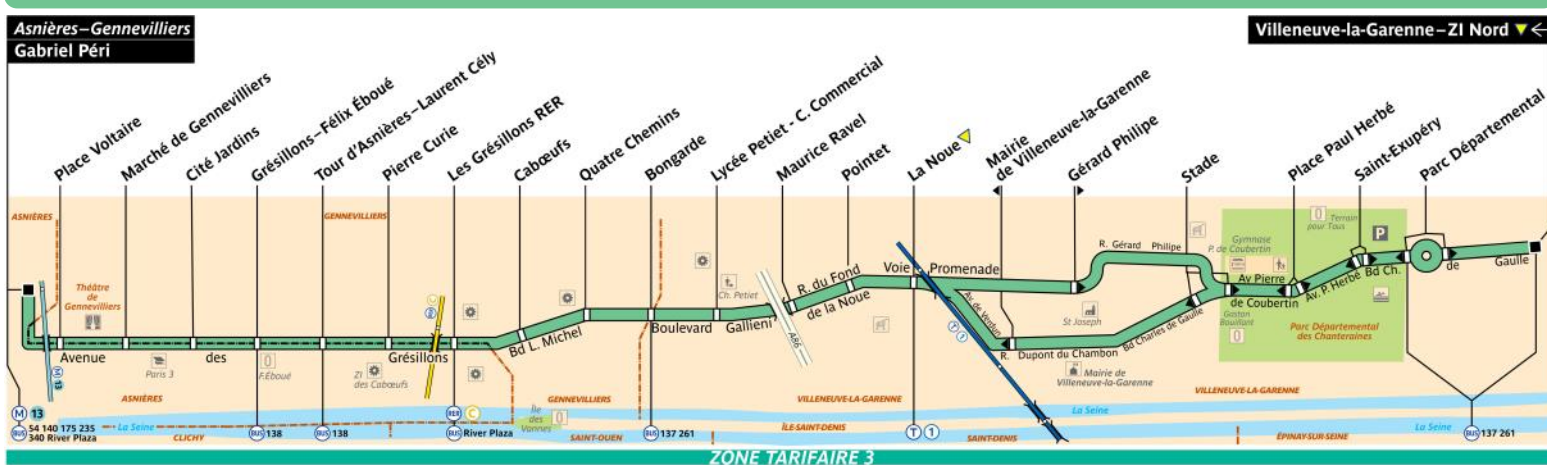 Asnières–Gennevilliers
Gabriel Péri
Villeneuve-la-Garenne–ZI Nord
Place Voltaire
Marché de Gennevilliers
Cité Jardins
Grésillons–Félix Éboué
Tour d'Asnières–Laurent Cély
Pierre Curie
Les Grésillons RER
Cabœufs
Quatre Chemins
Bongarde
Lycée Petiet - C. Commercial
Maurice Ravel
Pointet
La Noue
Mairie
de Villeneuve-la-Garenne
Gérard Philipe
Stade
Place Paul Herbé
Saint-Exupéry
Parc Départemental
ASNIÈRES
GENNEVILLIERS
Théâtre
de
Gennevilliers
M 13
Avenue des Grésillons
Paris 3
F.Éboué
ZI
des Cabœufs
Bd L. Michel
Boulevard Gallieni
Ch. Petiet
A86
R. du Fond
de la Noue
Voie Promenade
Av. de Verdun
R. Dupont du Chambon
Bd Charles de Gaulle
R. Gérard Philipe
St Joseph
Mairie de
Villeneuve-la-Garenne
Gymnase
P. de Coubertin
Av Pierre
de Coubertin
Gaston
Bouillant
Terrain
pour Tous
P
Av. P. Herbé
Bd Ch. de Gaulle
Parc Départemental
des Chanteraines
ASNIÈRES
GENNEVILLIERS
VILLENEUVE-LA-GARENNE
VILLENEUVE-LA-GARENNE
M 13
BUS 54 140 175 235
340 River Plaza
La Seine
CLICHY
BUS 138
BUS 138
RER C
BUS River Plaza
Île
des
Vannes
SAINT-OUEN
BUS 137 261
ÎLE-SAINT-DENIS
T 1
SAINT-DENIS
La Seine
ÉPINAY-SUR-SEINE
La Seine
BUS 137 261
ZONE TARIFAIRE 3